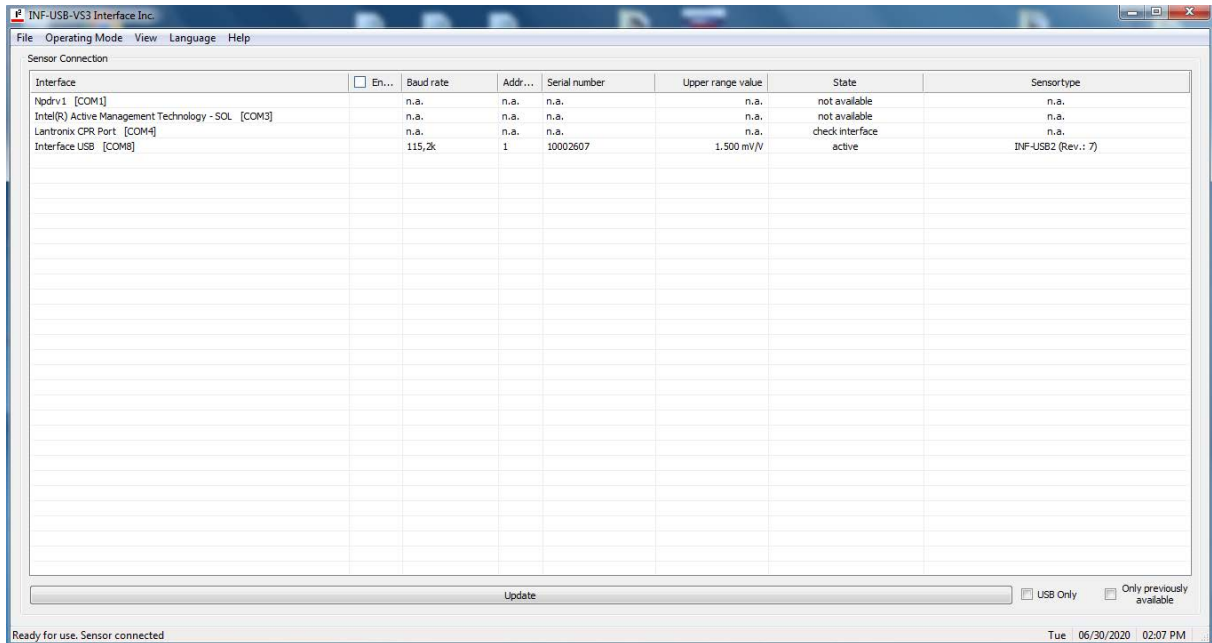 INF-USB-VS3 Interface Inc.
File Operating Mode View Language Help
Sensor Connection
Interface En... Baud rate Addr... Serial number Upper range value State Sensortype
Npdrv1 [COM1] n.a. n.a. n.a. n.a. not available n.a.
Intel(R) Active Management Technology - SOL [COM3] n.a. n.a. n.a. n.a. not available n.a.
Lantronix CPR Port [COM4] n.a. n.a. n.a. n.a. check interface n.a.
Interface USB [COM8] 115,2k 1 10002607 1.500 mV/V active INF-USB2 (Rev.: 7)
Update USB Only Only previously
available
Ready for use. Sensor connected Tue 06/30/2020 02:07 PM